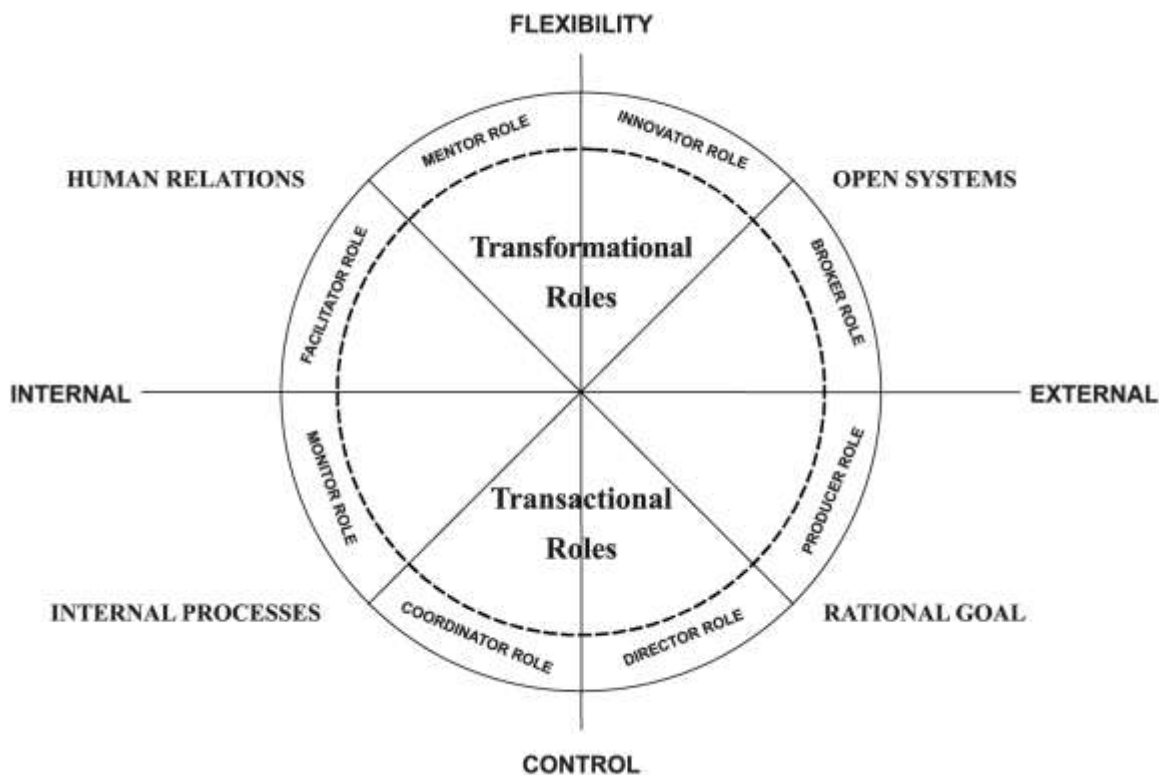 FLEXIBILITY
MENTOR ROLE
INNOVATOR ROLE
HUMAN RELATIONS
OPEN SYSTEMS
FACILITATOR ROLE
BROKER ROLE
Transformational
Roles
INTERNAL
EXTERNAL
MONITOR ROLE
PRODUCER ROLE
Transactional
Roles
INTERNAL PROCESSES
RATIONAL GOAL
COORDINATOR ROLE
DIRECTOR ROLE
CONTROL